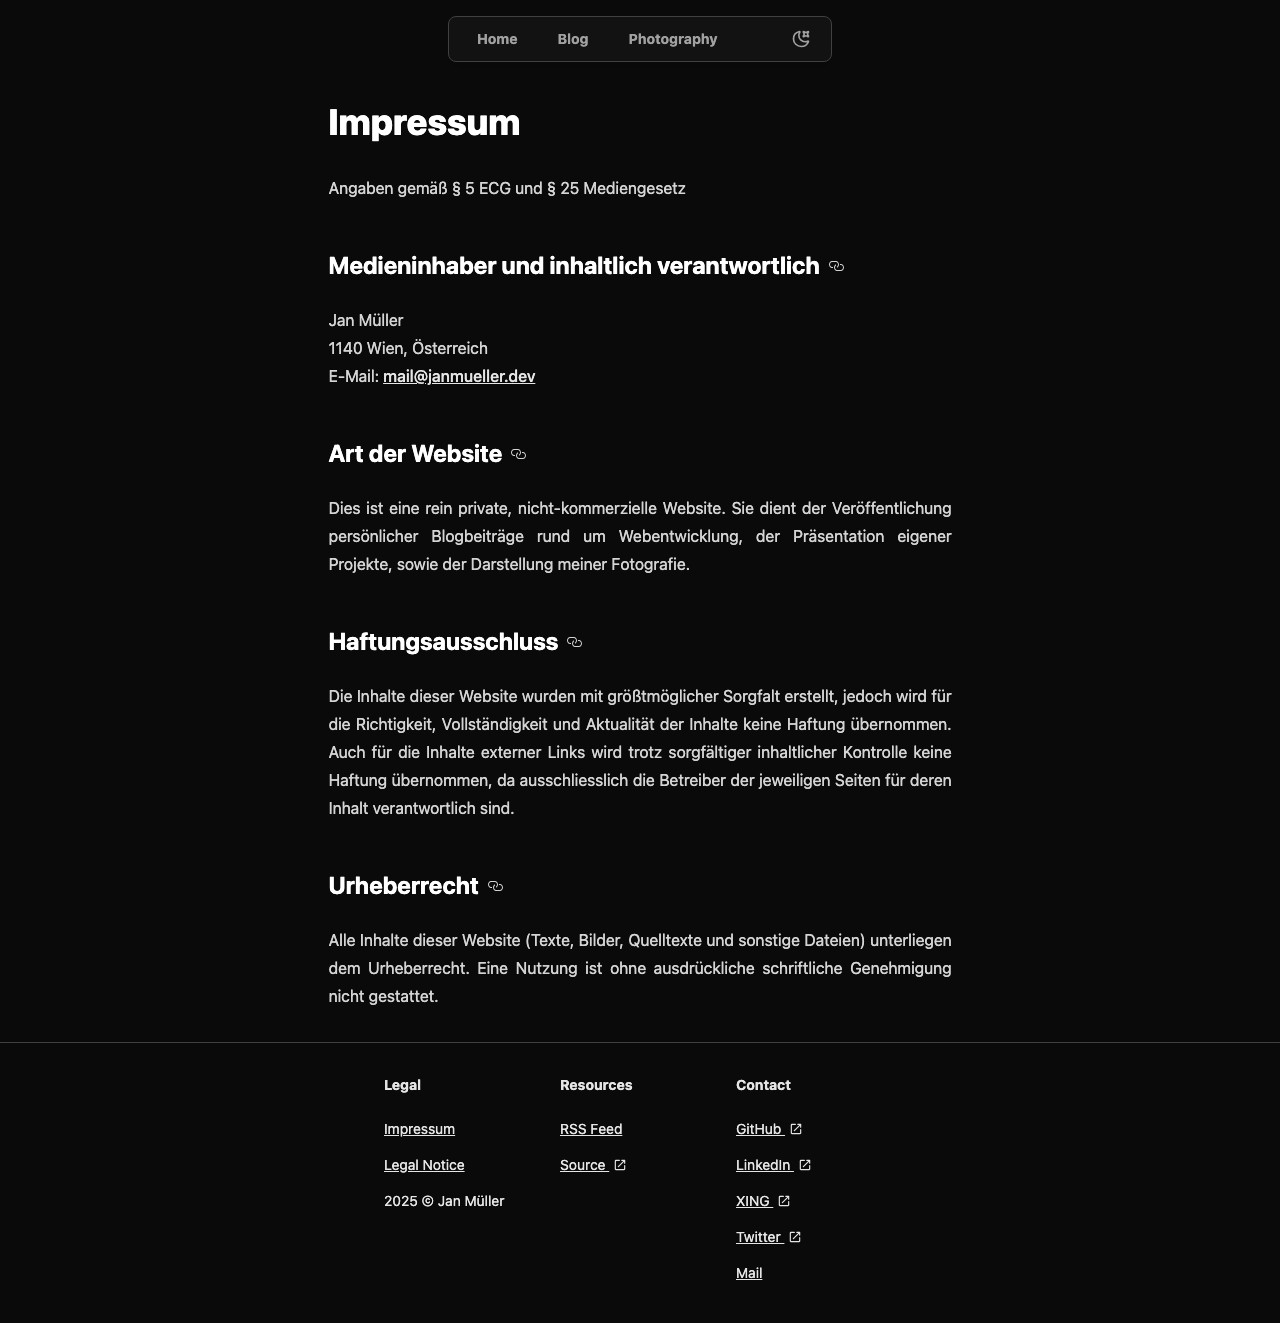 Home Blog Photography
Impressum
Angaben gemäß § 5 ECG und § 25 Mediengesetz
Medieninhaber und inhaltlich verantwortlich
Jan Müller
1140 Wien, Österreich
E-Mail: mail@janmueller.dev
Art der Website
Dies ist eine rein private, nicht-kommerzielle Website. Sie dient der Veröffentlichung
persönlicher Blogbeiträge rund um Webentwicklung, der Präsentation eigener
Projekte, sowie der Darstellung meiner Fotografie.
Haftungsausschluss
Die Inhalte dieser Website wurden mit größtmöglicher Sorgfalt erstellt, jedoch wird für
die Richtigkeit, Vollständigkeit und Aktualität der Inhalte keine Haftung übernommen.
Auch für die Inhalte externer Links wird trotz sorgfältiger inhaltlicher Kontrolle keine
Haftung übernommen, da ausschliesslich die Betreiber der jeweiligen Seiten für deren
Inhalt verantwortlich sind.
Urheberrecht
Alle Inhalte dieser Website (Texte, Bilder, Quelltexte und sonstige Dateien) unterliegen
dem Urheberrecht. Eine Nutzung ist ohne ausdrückliche schriftliche Genehmigung
nicht gestattet.
Legal
Impressum
Legal Notice
2025 © Jan Müller
Resources
RSS Feed
Source
Contact
GitHub
LinkedIn
XING
Twitter
Mail